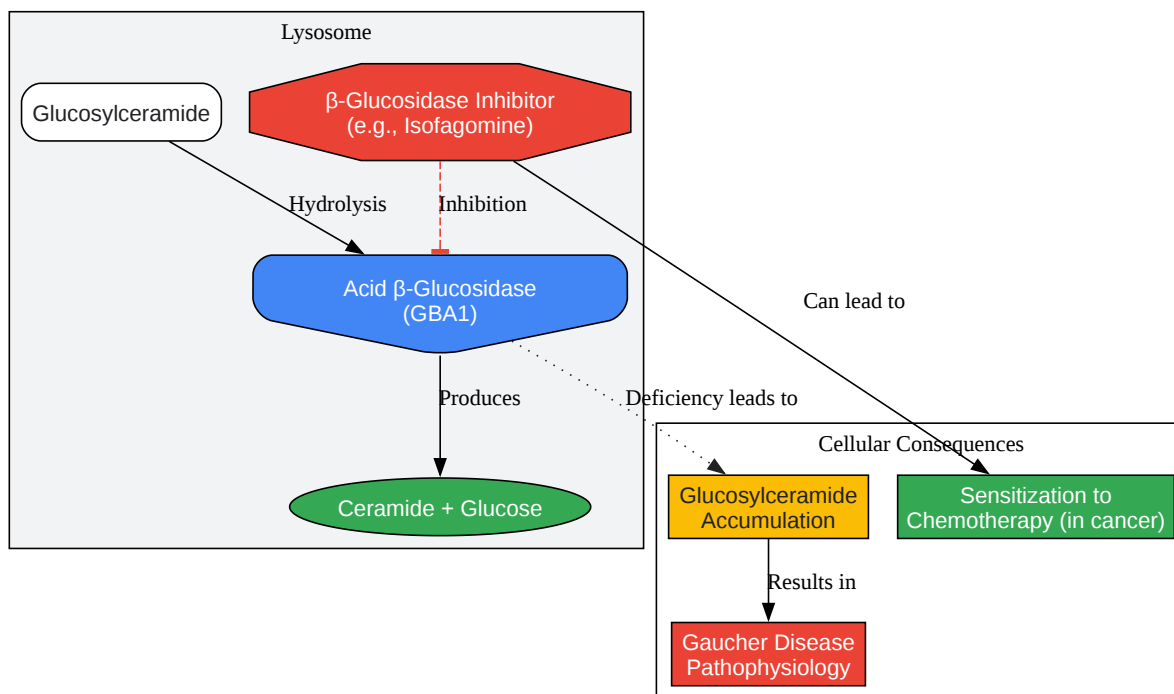 Lysosome
Glucosylceramide
β-Glucosidase Inhibitor
(e.g., Isofagomine)
Hydrolysis
Inhibition
Acid β-Glucosidase
(GBA1)
Can lead to
Produces
Deficiency leads to
Cellular Consequences
Ceramide + Glucose
Glucosylceramide
Accumulation
Sensitization to
Chemotherapy (in cancer)
Results in
Gaucher Disease
Pathophysiology